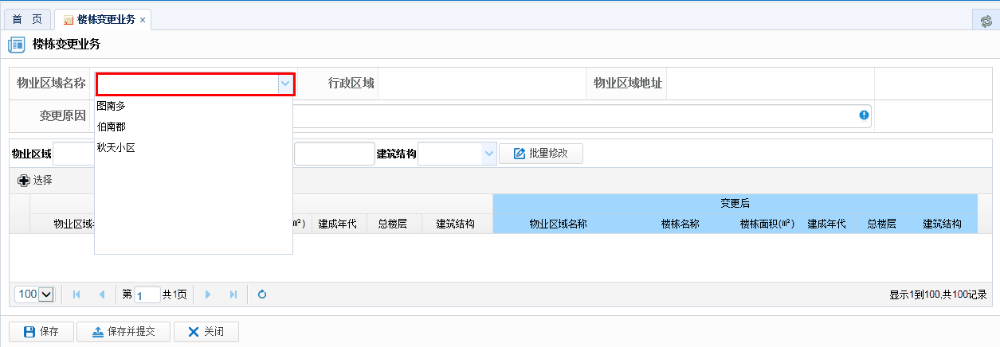 首 页 楼栋变更业务 ×
楼栋变更业务
物业区域名称 行政区域 物业区域地址
图南多
变更原因
伯南郡
秋天小区
物业区域 建筑结构 批量修改
选择
变更后
物业区域 (㎡) 建成年代 总楼层 建筑结构 物业区域名称 楼栋名称 楼栋面积(㎡) 建成年代 总楼层 建筑结构
100 第 1 共1页 显示1到100,共100记录
保存 保存并提交 关闭